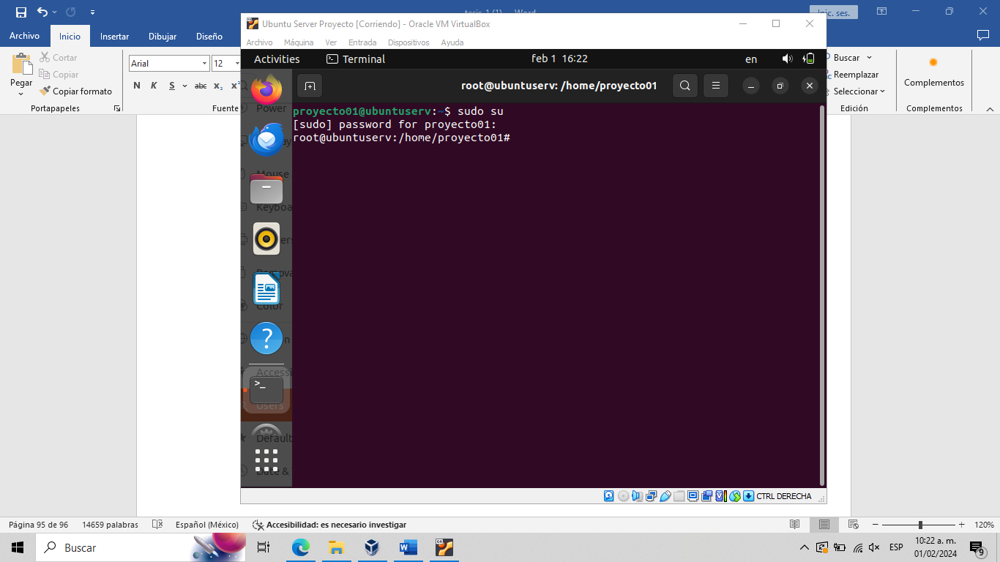 tesis 1 (1) - Word
Inic. ses.
Archivo Inicio Insertar Dibujar Diseño
Pegar
Cortar
Copiar
Copiar formato
Portapapeles
Arial 12
N K S abc x₂ x²
Fuente
Ubuntu Server Proyecto [Corriendo] - Oracle VM VirtualBox
Archivo Máquina Ver Entrada Dispositivos Ayuda
Activities Terminal feb 1 16:22 en
root@ubuntuserv: /home/proyecto01
proyecto01@ubuntuserv:~$ sudo su
[sudo] password for proyecto01:
root@ubuntuserv:/home/proyecto01#
Power
Mouse
Keyboa
Remova
Color
Accessi
Users
Default
Date &
Buscar
Reemplazar
Seleccionar
Edición
Complementos
Complementos
CTRL DERECHA
Página 95 de 96 14659 palabras Español (México) Accesibilidad: es necesario investigar 120%
Buscar
ESP
10:22 a. m.
01/02/2024
9